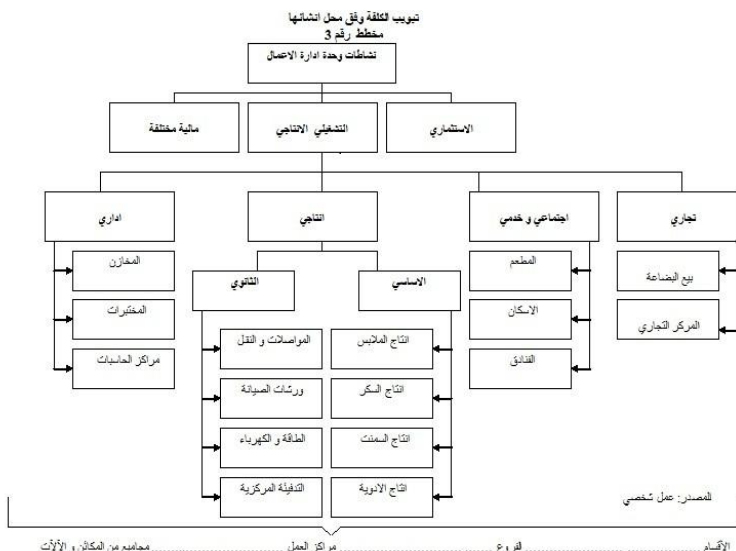 تبويب الكلفة وفق محل انشائها
مخطط رقم 3
نشاطات وحدة ادارة الاعمال
الاستثماري
التشغيلي الانتاجي
مالية مختلفة
تجاري
اجتماعي و خدمي
انتاجي
اداري
بيع البضاعة
المركز التجاري
المطعم
الاسكان
الفنادق
الاساسي
الثانوي
انتاج الملابس
انتاج السكر
انتاج السمنت
انتاج الادوية
المواصلات و النقل
ورشات الصيانة
الطاقة و الكهرباء
التدفئة المركزية
المخازن
المختبرات
مراكز الحاسبات
المصدر: عمل شخصي
الأقسام ... الفروع ... مراكز العمل ... مجاميع من المكائن و الآلات